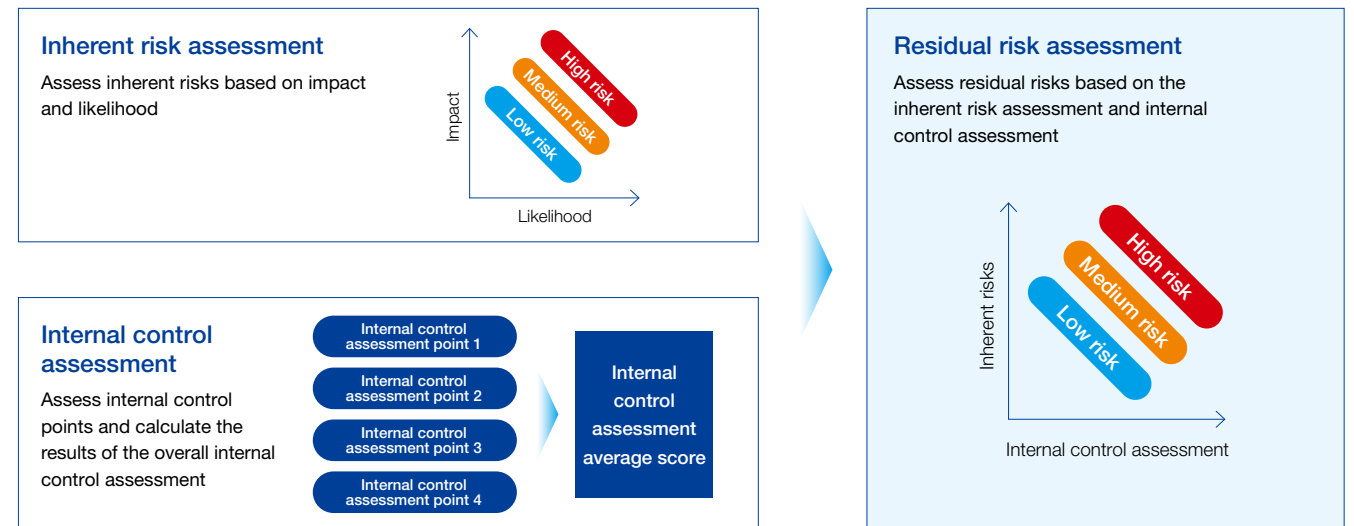 Inherent risk assessment
Assess inherent risks based on impact
and likelihood
Impact
High risk
Medium risk
Low risk
Likelihood
Internal control
assessment
Assess internal control
points and calculate the
results of the overall internal
control assessment
Internal control
assessment point 1
Internal control
assessment point 2
Internal control
assessment point 3
Internal control
assessment point 4
Internal
control
assessment
average score
Residual risk assessment
Assess residual risks based on the
inherent risk assessment and internal
control assessment
Inherent risks
High risk
Medium risk
Low risk
Internal control assessment